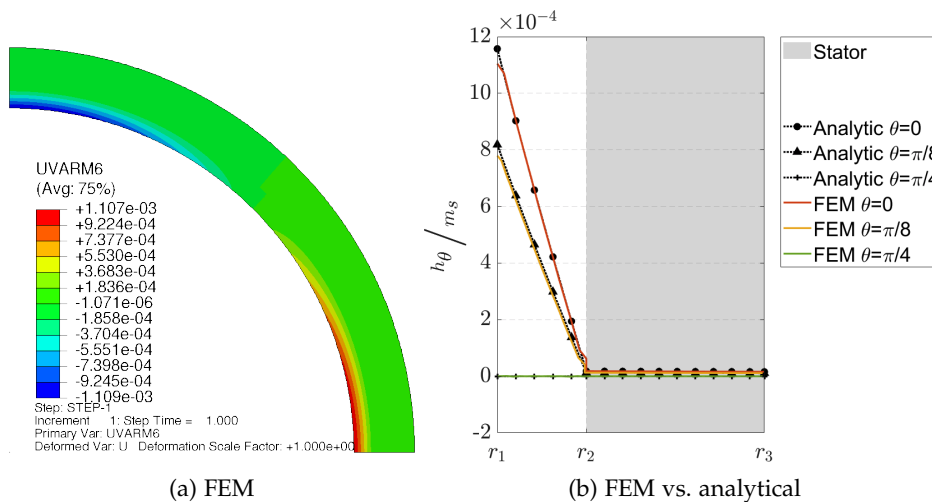 UVARM6
(Avg: 75%)
+1.107e-03
+9.224e-04
+7.377e-04
+5.530e-04
+3.683e-04
+1.836e-04
-1.071e-06
-1.858e-04
-3.704e-04
-5.551e-04
-7.398e-04
-9.245e-04
-1.109e-03
Step: STEP-1
Increment 1: Step Time = 1.000
Primary Var: UVARM6
Deformed Var: U Deformation Scale Factor: +1.000e+00
(a) FEM
×10⁻⁴
12
10
8
6
4
2
0
-2
h_θ / m_s
r₁
r₂
r₃
Stator
Analytic θ=0
Analytic θ=π/8
Analytic θ=π/4
FEM θ=0
FEM θ=π/8
FEM θ=π/4
(b) FEM vs. analytical